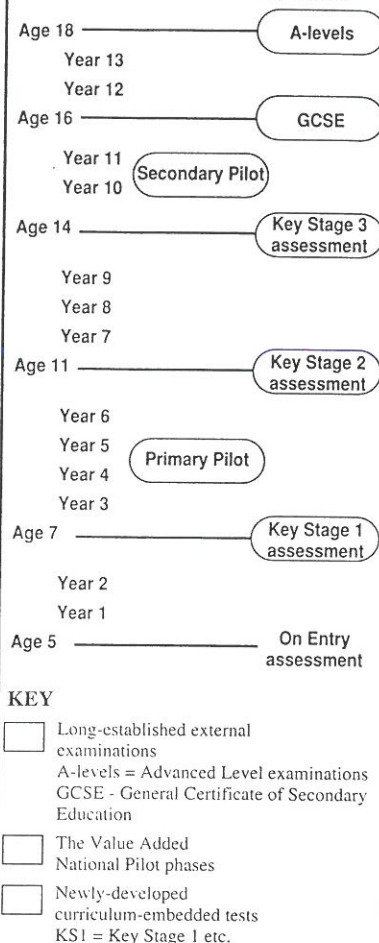 Age 18
A-levels
Year 13
Year 12
Age 16
GCSE
Year 11
Secondary Pilot
Year 10
Age 14
Key Stage 3
assessment
Year 9
Year 8
Year 7
Age 11
Key Stage 2
assessment
Year 6
Year 5
Primary Pilot
Year 4
Year 3
Age 7
Key Stage 1
assessment
Year 2
Year 1
Age 5
On Entry
assessment
KEY
Long-established external
examinations
A-levels = Advanced Level examinations
GCSE - General Certificate of Secondary
Education
The Value Added
National Pilot phases
Newly-developed
curriculum-embedded tests
KS1 = Key Stage 1 etc.